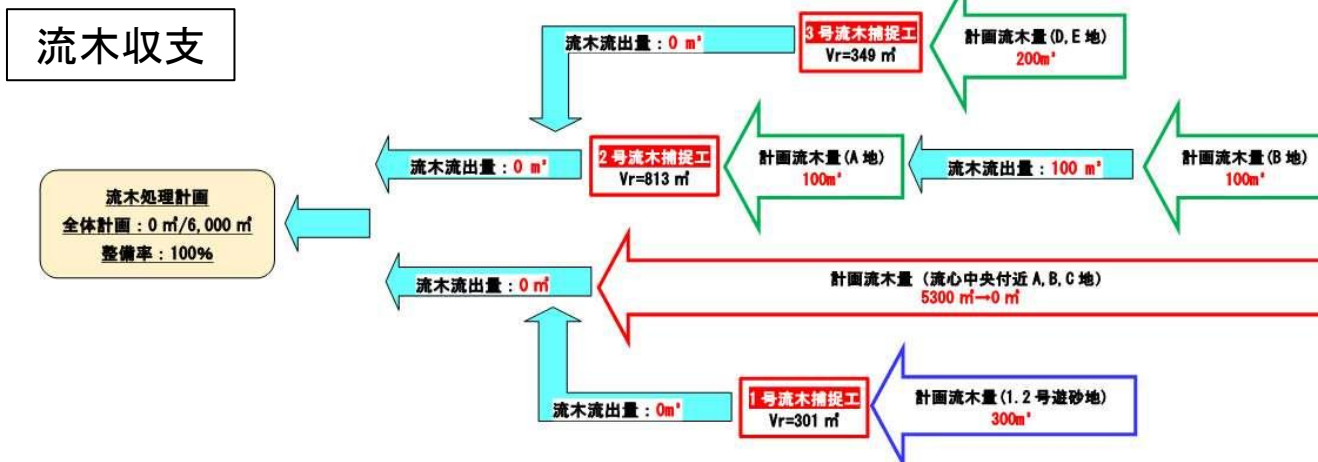 流木収支
流木流出量：0 ㎥
3号流木捕捉工
Vr=349 ㎥
計画流木量(D,E 地)
200m³
流木流出量：0 m³
2号流木捕捉工
Vr=813 ㎥
計画流木量(A 地)
100m³
流木流出量：100 m³
計画流木量(B 地)
100m³
流木処理計画
全体計画：0 ㎥/6,000 ㎥
整備率：100%
流木流出量：0 ㎥
計画流木量（流心中央付近 A,B,C 地）
5300 ㎥→0 ㎥
流木流出量：0m³
1号流木捕捉工
Vr=301 ㎥
計画流木量(1.2 号遊砂地)
300m³